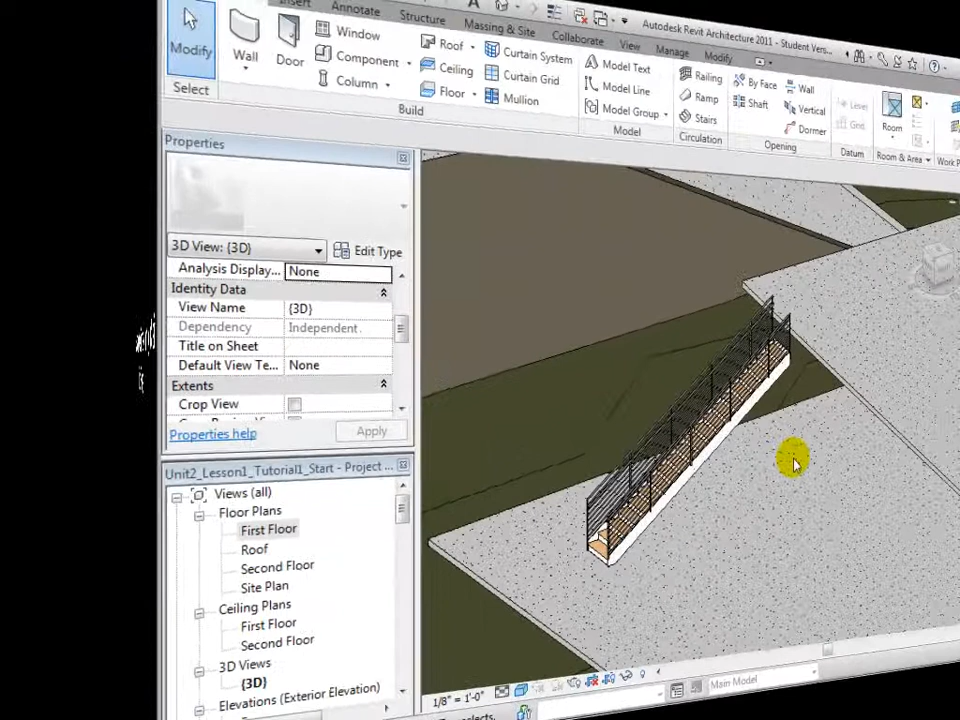 Autodesk Revit Architecture 2011 - Student Vers...
Insert
Annotate
Structure
Massing & Site
Collaborate
View
Manage
Modify
Modify
Wall
Door
Window
Component
Column
Roof
Ceiling
Floor
Curtain System
Curtain Grid
Mullion
Model Text
Model Line
Model Group
Railing
Ramp
Stairs
By Face
Shaft
Wall
Vertical
Dormer
Level
Grid
Room
Select
Build
Model
Circulation
Opening
Datum
Room & Area
Work P
Properties
3D View: {3D}
Edit Type
Analysis Display... None
Identity Data
View Name {3D}
Dependency Independent
Title on Sheet
Default View Te... None
Extents
Crop View
Properties help
Apply
Unit2_Lesson1_Tutorial1_Start - Project ...
Views (all)
Floor Plans
First Floor
Roof
Second Floor
Site Plan
Ceiling Plans
First Floor
Second Floor
3D Views
{3D}
Elevations (Exterior Elevation)
1/8" = 1'-0"
Main Model